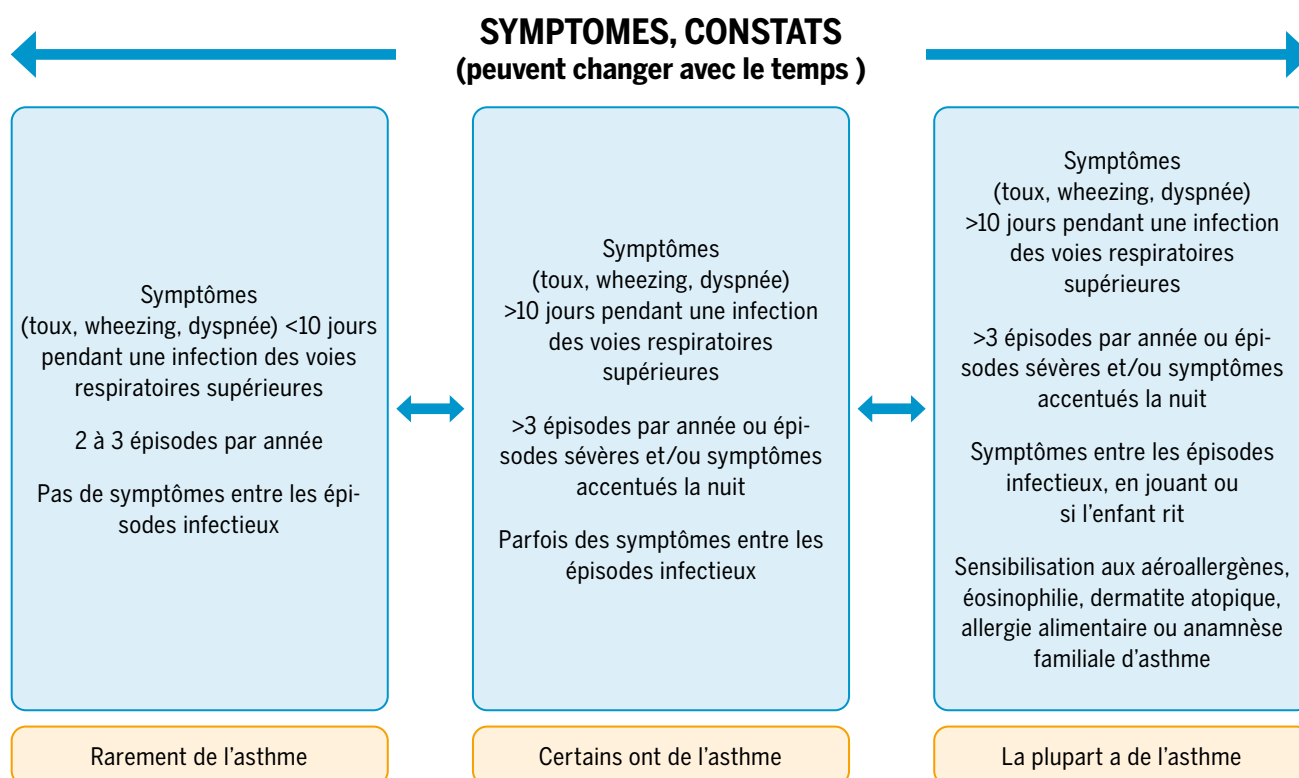 SYMPTOMES, CONSTATS
(peuvent changer avec le temps )
Symptômes
(toux, wheezing, dyspnée) <10 jours
pendant une infection des voies
respiratoires supérieures
2 à 3 épisodes par année
Pas de symptômes entre les épi-
sodes infectieux
Rarement de l'asthme
Symptômes
(toux, wheezing, dyspnée)
>10 jours pendant une infection
des voies respiratoires
supérieures
>3 épisodes par année ou épi-
sodes sévères et/ou symptômes
accentués la nuit
Parfois des symptômes entre les
épisodes infectieux
Certains ont de l'asthme
Symptômes
(toux, wheezing, dyspnée)
>10 jours pendant une infection
des voies respiratoires
supérieures
>3 épisodes par année ou épi-
sodes sévères et/ou symptômes
accentués la nuit
Symptômes entre les épisodes
infectieux, en jouant ou
si l'enfant rit
Sensibilisation aux aéroallergènes,
éosinophilie, dermatite atopique,
allergie alimentaire ou anamnèse
familiale d'asthme
La plupart a de l'asthme